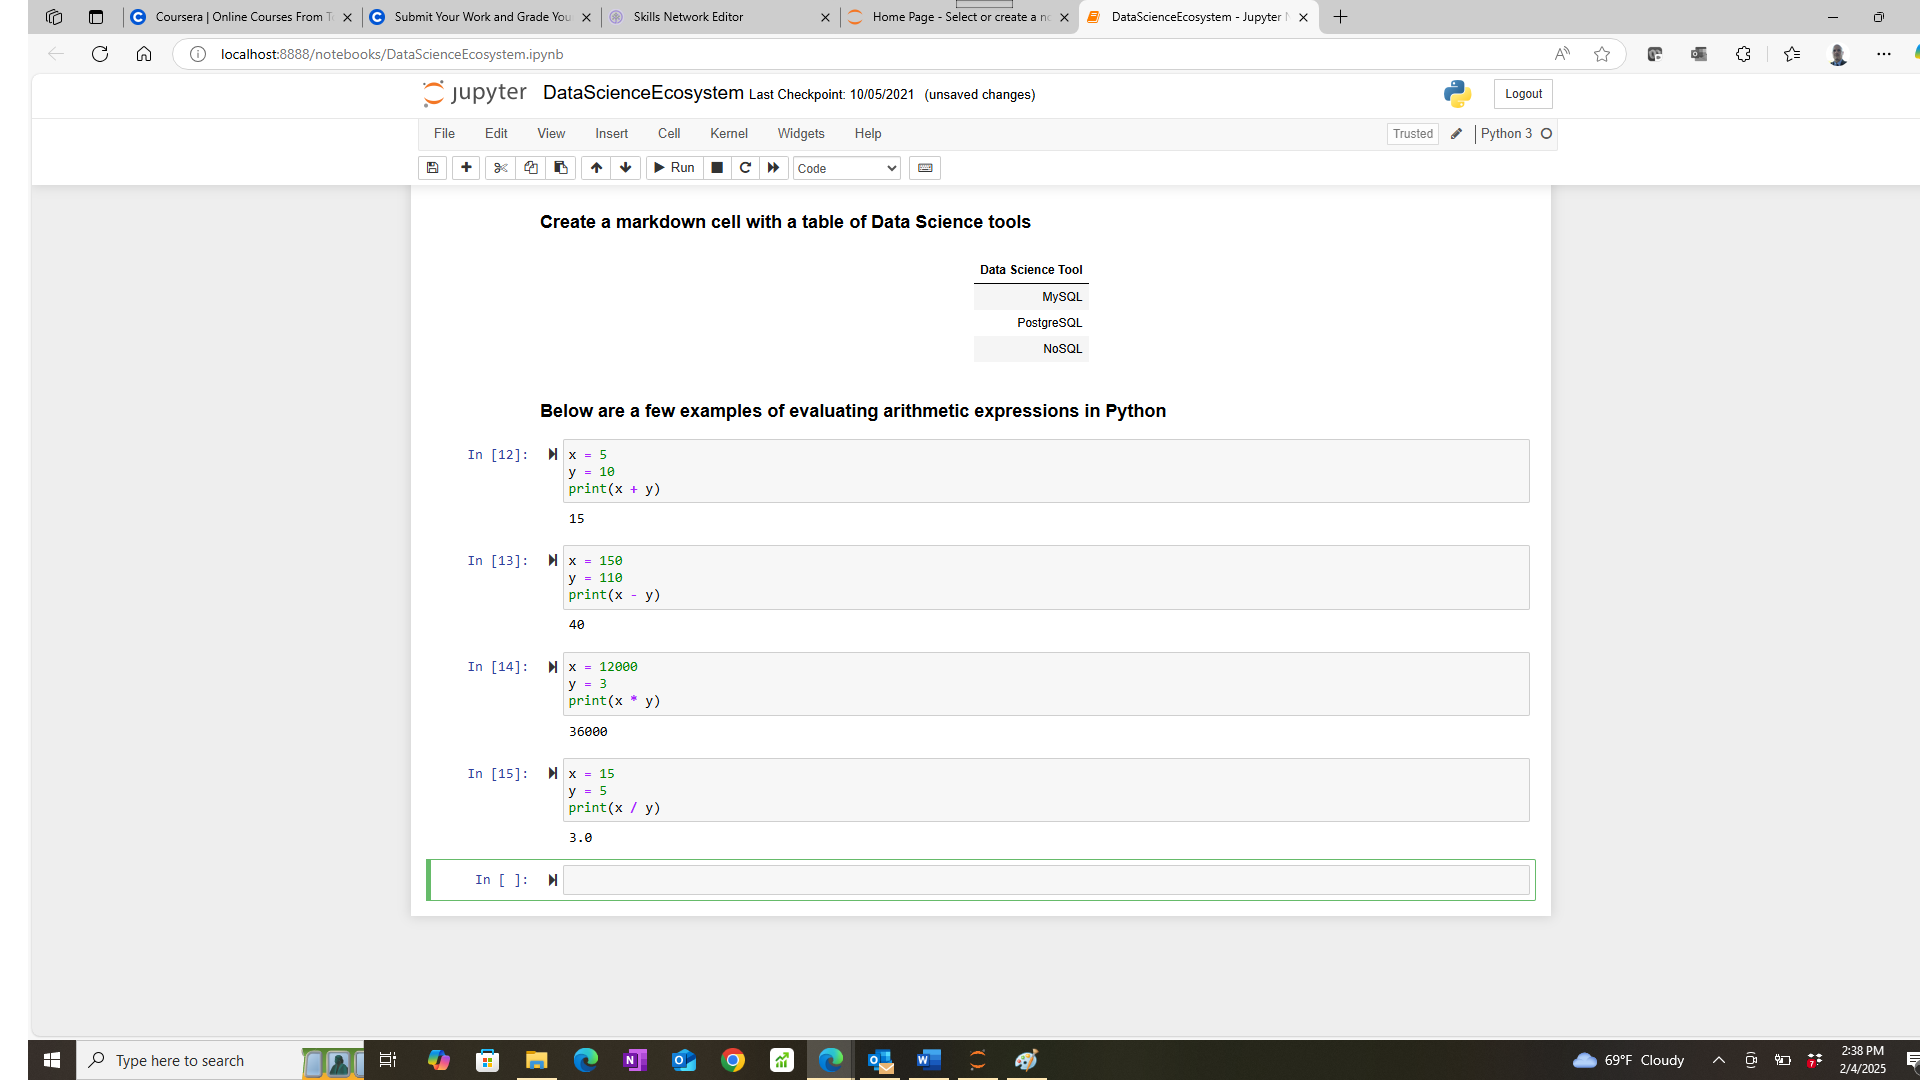 Coursera | Online Courses From T
Submit Your Work and Grade You
Skills Network Editor
Home Page - Select or create a n
DataScienceEcosystem - Jupyter
localhost:8888/notebooks/DataScienceEcosystem.ipynb
jupyter DataScienceEcosystem Last Checkpoint: 10/05/2021 (unsaved changes)
Logout
File Edit View Insert Cell Kernel Widgets Help
Trusted Python 3
Run Code
Create a markdown cell with a table of Data Science tools
Data Science Tool
MySQL
PostgreSQL
NoSQL
Below are a few examples of evaluating arithmetic expressions in Python
In [12]: x = 5
y = 10
print(x + y)
15
In [13]: x = 150
y = 110
print(x - y)
40
In [14]: x = 12000
y = 3
print(x * y)
36000
In [15]: x = 15
y = 5
print(x / y)
3.0
In [ ]:
Type here to search
69°F Cloudy
2:38 PM
2/4/2025